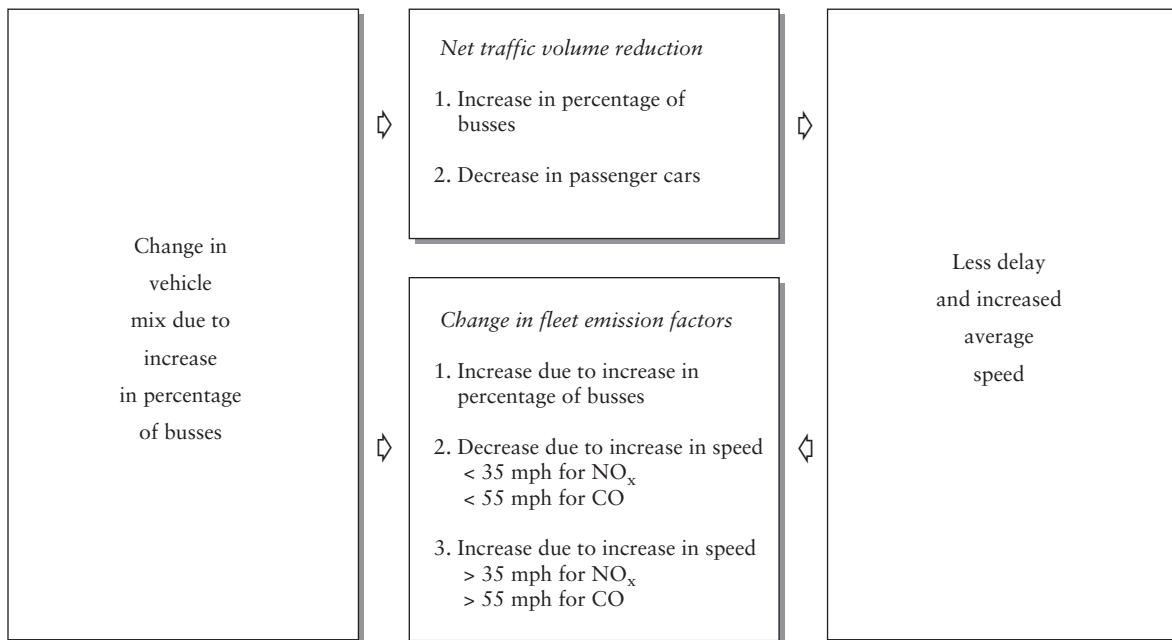 Change in
vehicle
mix due to
increase
in percentage
of busses
Net traffic volume reduction
1. Increase in percentage of
busses
2. Decrease in passenger cars
Change in fleet emission factors
1. Increase due to increase in
percentage of busses
2. Decrease due to increase in speed
< 35 mph for NOx
< 55 mph for CO
3. Increase due to increase in speed
> 35 mph for NOx
> 55 mph for CO
Less delay
and increased
average
speed